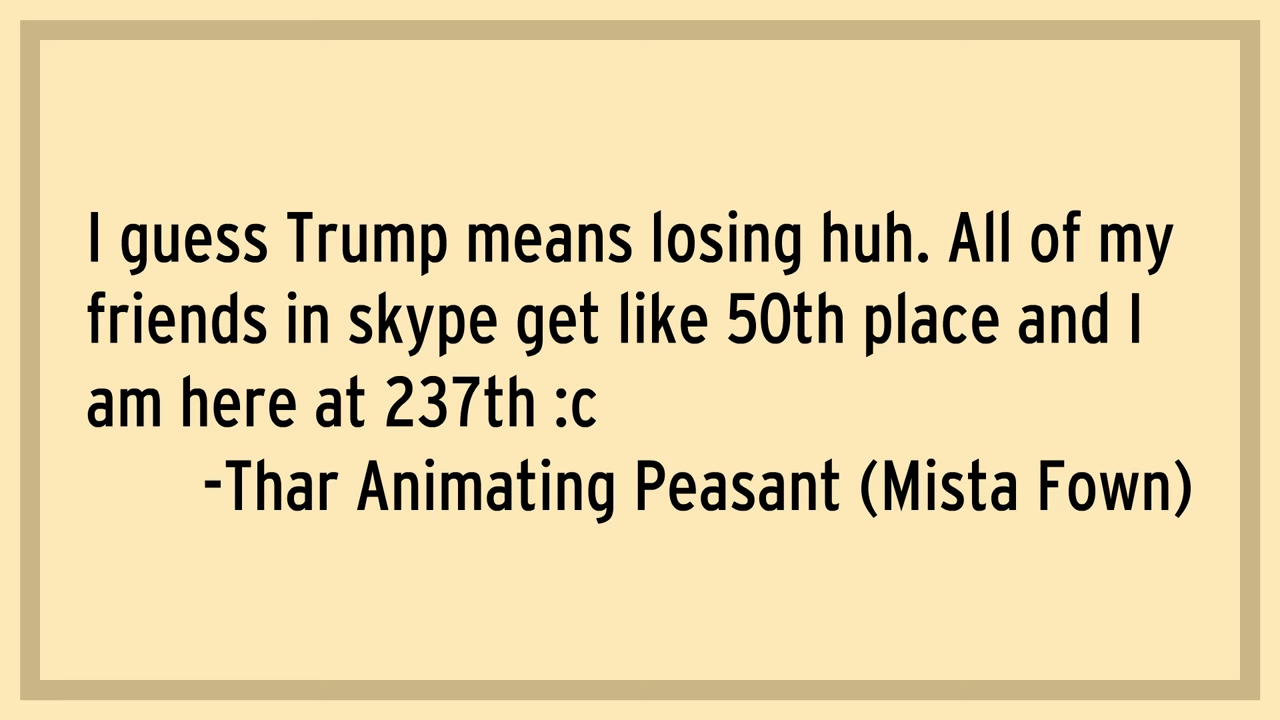 I guess Trump means losing huh. All of my
friends in skype get like 50th place and I
am here at 237th :c
-Thar Animating Peasant (Mista Fown)